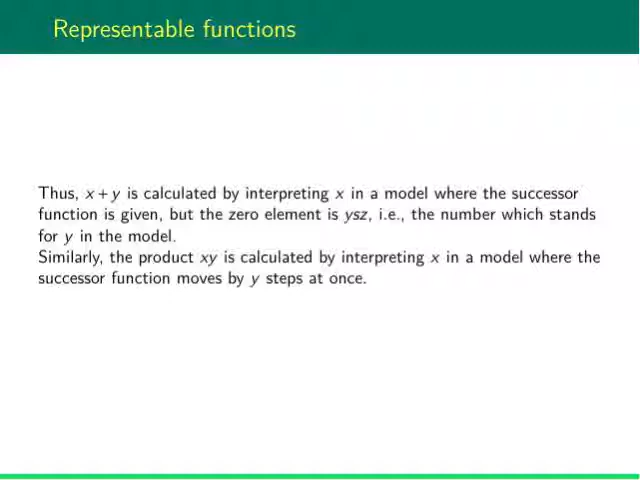 Representable functions
Thus, x + y is calculated by interpreting x in a model where the successor
function is given, but the zero element is ysz, i.e., the number which stands
for y in the model.
Similarly, the product xy is calculated by interpreting x in a model where the
successor function moves by y steps at once.